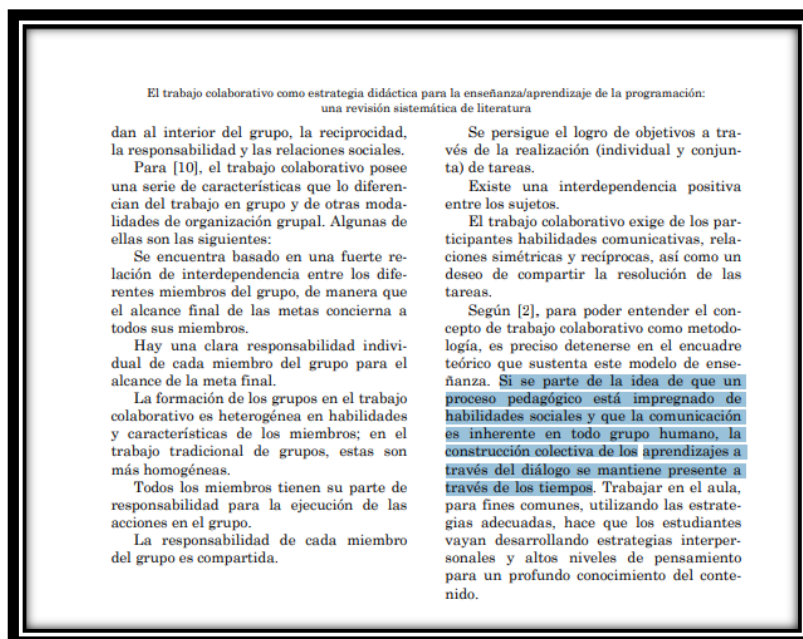 El trabajo colaborativo como estrategia didáctica para la enseñanza/aprendizaje de la programación:
una revisión sistemática de literatura
dan al interior del grupo, la reciprocidad,
la responsabilidad y las relaciones sociales.
Para [10], el trabajo colaborativo posee
una serie de características que lo diferen-
cian del trabajo en grupo y de otras moda-
lidades de organización grupal. Algunas de
ellas son las siguientes:
Se encuentra basado en una fuerte re-
lación de interdependencia entre los dife-
rentes miembros del grupo, de manera que
el alcance final de las metas concierna a
todos sus miembros.
Hay una clara responsabilidad indivi-
dual de cada miembro del grupo para el
alcance de la meta final.
La formación de los grupos en el trabajo
colaborativo es heterogénea en habilidades
y características de los miembros; en el
trabajo tradicional de grupos, estas son
más homogéneas.
Todos los miembros tienen su parte de
responsabilidad para la ejecución de las
acciones en el grupo.
La responsabilidad de cada miembro
del grupo es compartida.
Se persigue el logro de objetivos a tra-
vés de la realización (individual y conjun-
ta) de tareas.
Existe una interdependencia positiva
entre los sujetos.
El trabajo colaborativo exige de los par-
ticipantes habilidades comunicativas, rela-
ciones simétricas y recíprocas, así como un
deseo de compartir la resolución de las
tareas.
Según [2], para poder entender el con-
cepto de trabajo colaborativo como metodo-
logía, es preciso detenerse en el encuadre
teórico que sustenta este modelo de ense-
ñanza. Si se parte de la idea de que un
proceso pedagógico está impregnado de
habilidades sociales y que la comunicación
es inherente en todo grupo humano, la
construcción colectiva de los aprendizajes a
través del diálogo se mantiene presente a
través de los tiempos. Trabajar en el aula,
para fines comunes, utilizando las estrate-
gias adecuadas, hace que los estudiantes
vayan desarrollando estrategias interper-
sonales y altos niveles de pensamiento
para un profundo conocimiento del conte-
nido.